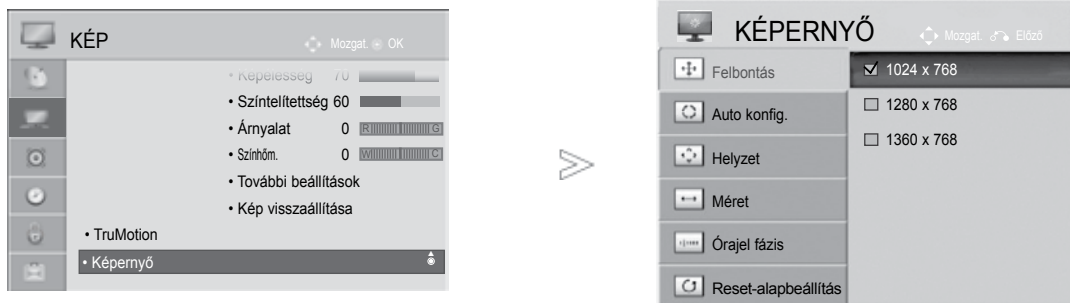 KÉP
Mozgat. OK
• Képélesség 70
• Színtelítettség 60
• Árnyalat 0 R G
• Színhőm. 0 W C
• További beállítások
• Kép visszaállítása
• TruMotion
• Képernyő
KÉPERNYŐ
Mozgat. Előző
Felbontás
Auto konfig.
Helyzet
Méret
Órajel fázis
Reset-alapbeállítás
1024 x 768
1280 x 768
1360 x 768